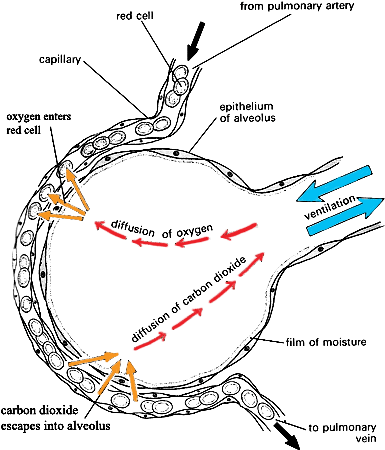 from pulmonary artery
red cell
capillary
epithelium
of alveolus
oxygen enters
red cell
ventilation
diffusion of oxygen
diffusion of carbon dioxide
film of moisture
carbon dioxide
escapes into alveolus
to pulmonary
vein